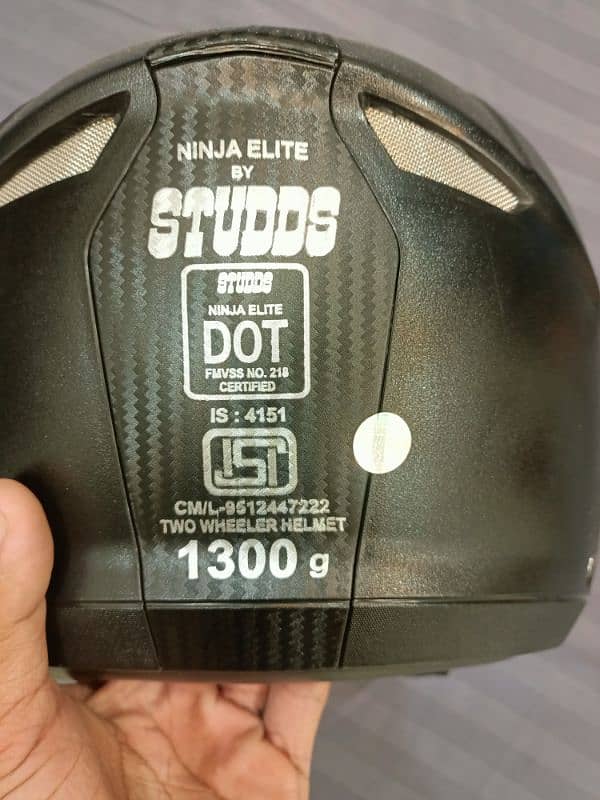 NINJA ELITE
BY
STUDDS
STUDDS
NINJA ELITE
DOT
FMVSS NO. 218
CERTIFIED
IS : 4151
ISI
CM/L-9512447222
TWO WHEELER HELMET
1300 g